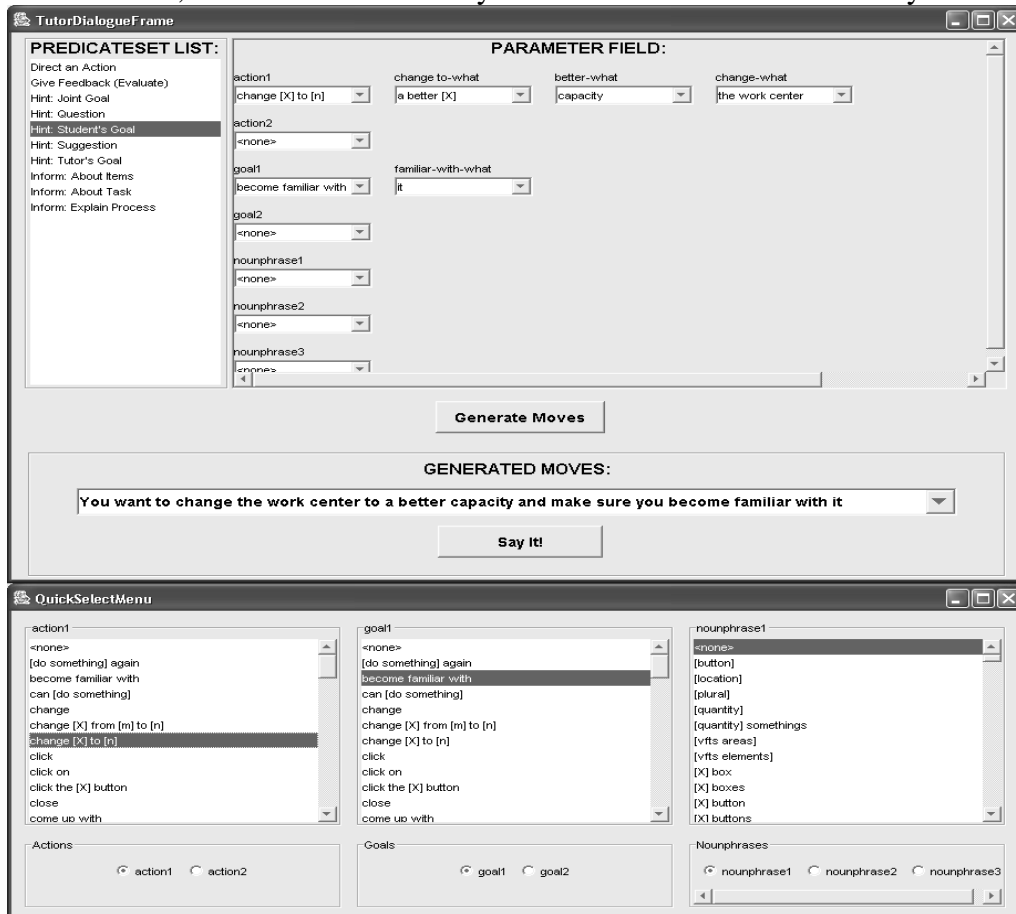 TutorDialogueFrame
PREDICATESET LIST:
Direct an Action
Give Feedback (Evaluate)
Hint: Joint Goal
Hint: Question
Hint: Student's Goal
Hint: Suggestion
Hint: Tutor's Goal
Inform: About Items
Inform: About Task
Inform: Explain Process
PARAMETER FIELD:
action1 change to-what better-what change-what
change [X] to [n] a better [X] capacity the work center
action2
<none>
goal1 familiar-with-what
become familiar with it
goal2
<none>
nounphrase1
<none>
nounphrase2
<none>
nounphrase3
<none>
Generate Moves
GENERATED MOVES:
You want to change the work center to a better capacity and make sure you become familiar with it
Say It!
QuickSelectMenu
action1
<none>
[do something] again
become familiar with
can [do something]
change
change [X] from [m] to [n]
change [X] to [n]
click
click on
click the [X] button
close
come up with
goal1
<none>
[do something] again
become familiar with
can [do something]
change
change [X] from [m] to [n]
change [X] to [n]
click
click on
click the [X] button
close
come up with
nounphrase1
<none>
[button]
[location]
[plural]
[quantity]
[quantity] somethings
[vfts areas]
[vfts elements]
[X] box
[X] boxes
[X] button
[X] buttons
Actions
action1 action2
Goals
goal1 goal2
Nounphrases
nounphrase1 nounphrase2 nounphrase3